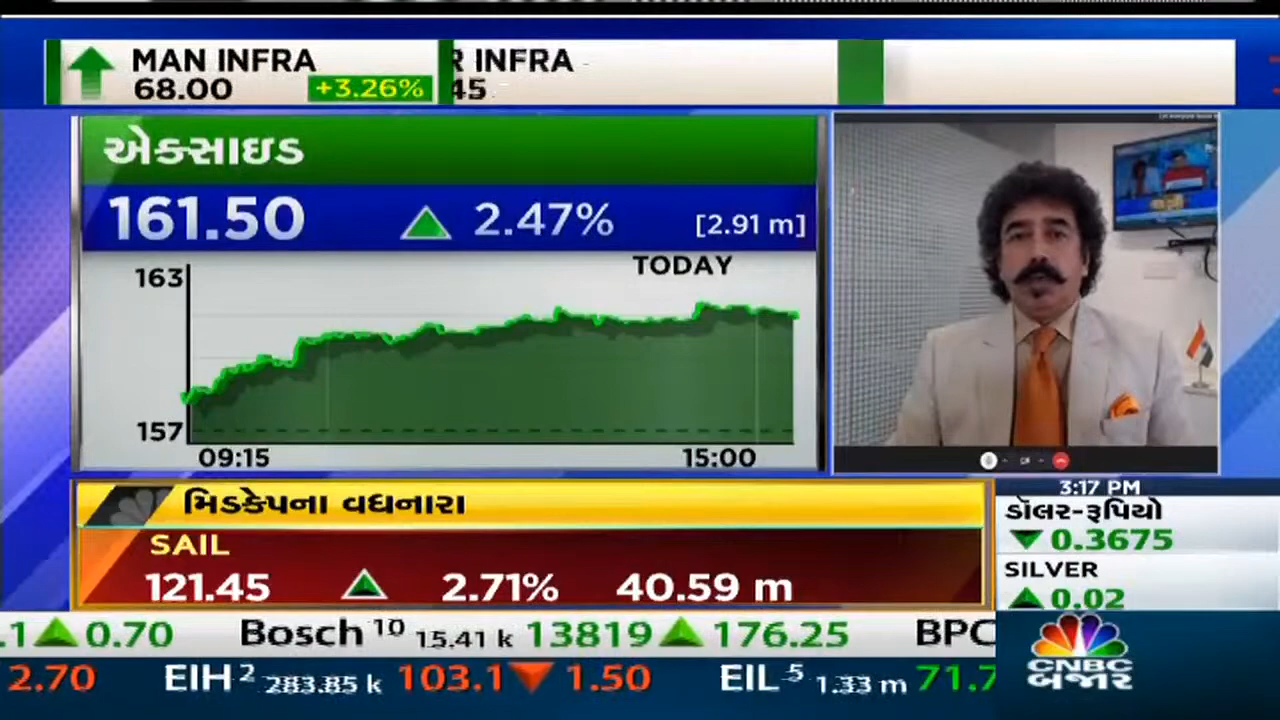 MAN INFRA
68.00 +3.26%
R INFRA
45
એક્સાઇડ
161.50 2.47% [2.91 m]
TODAY
163
157
09:15 15:00
મિડકેપના વધનારા
SAIL
121.45 2.71% 40.59 m
3:17 PM
ડૉલર-રૂપિયો
0.3675
SILVER
0.02
.1 0.70 Bosch 10 15.41 k 13819 176.25 BPC
2.70 EIH 2 283.85 k 103.1 1.50 EIL 5 1.33 m 71.7
CNBC
બજાર